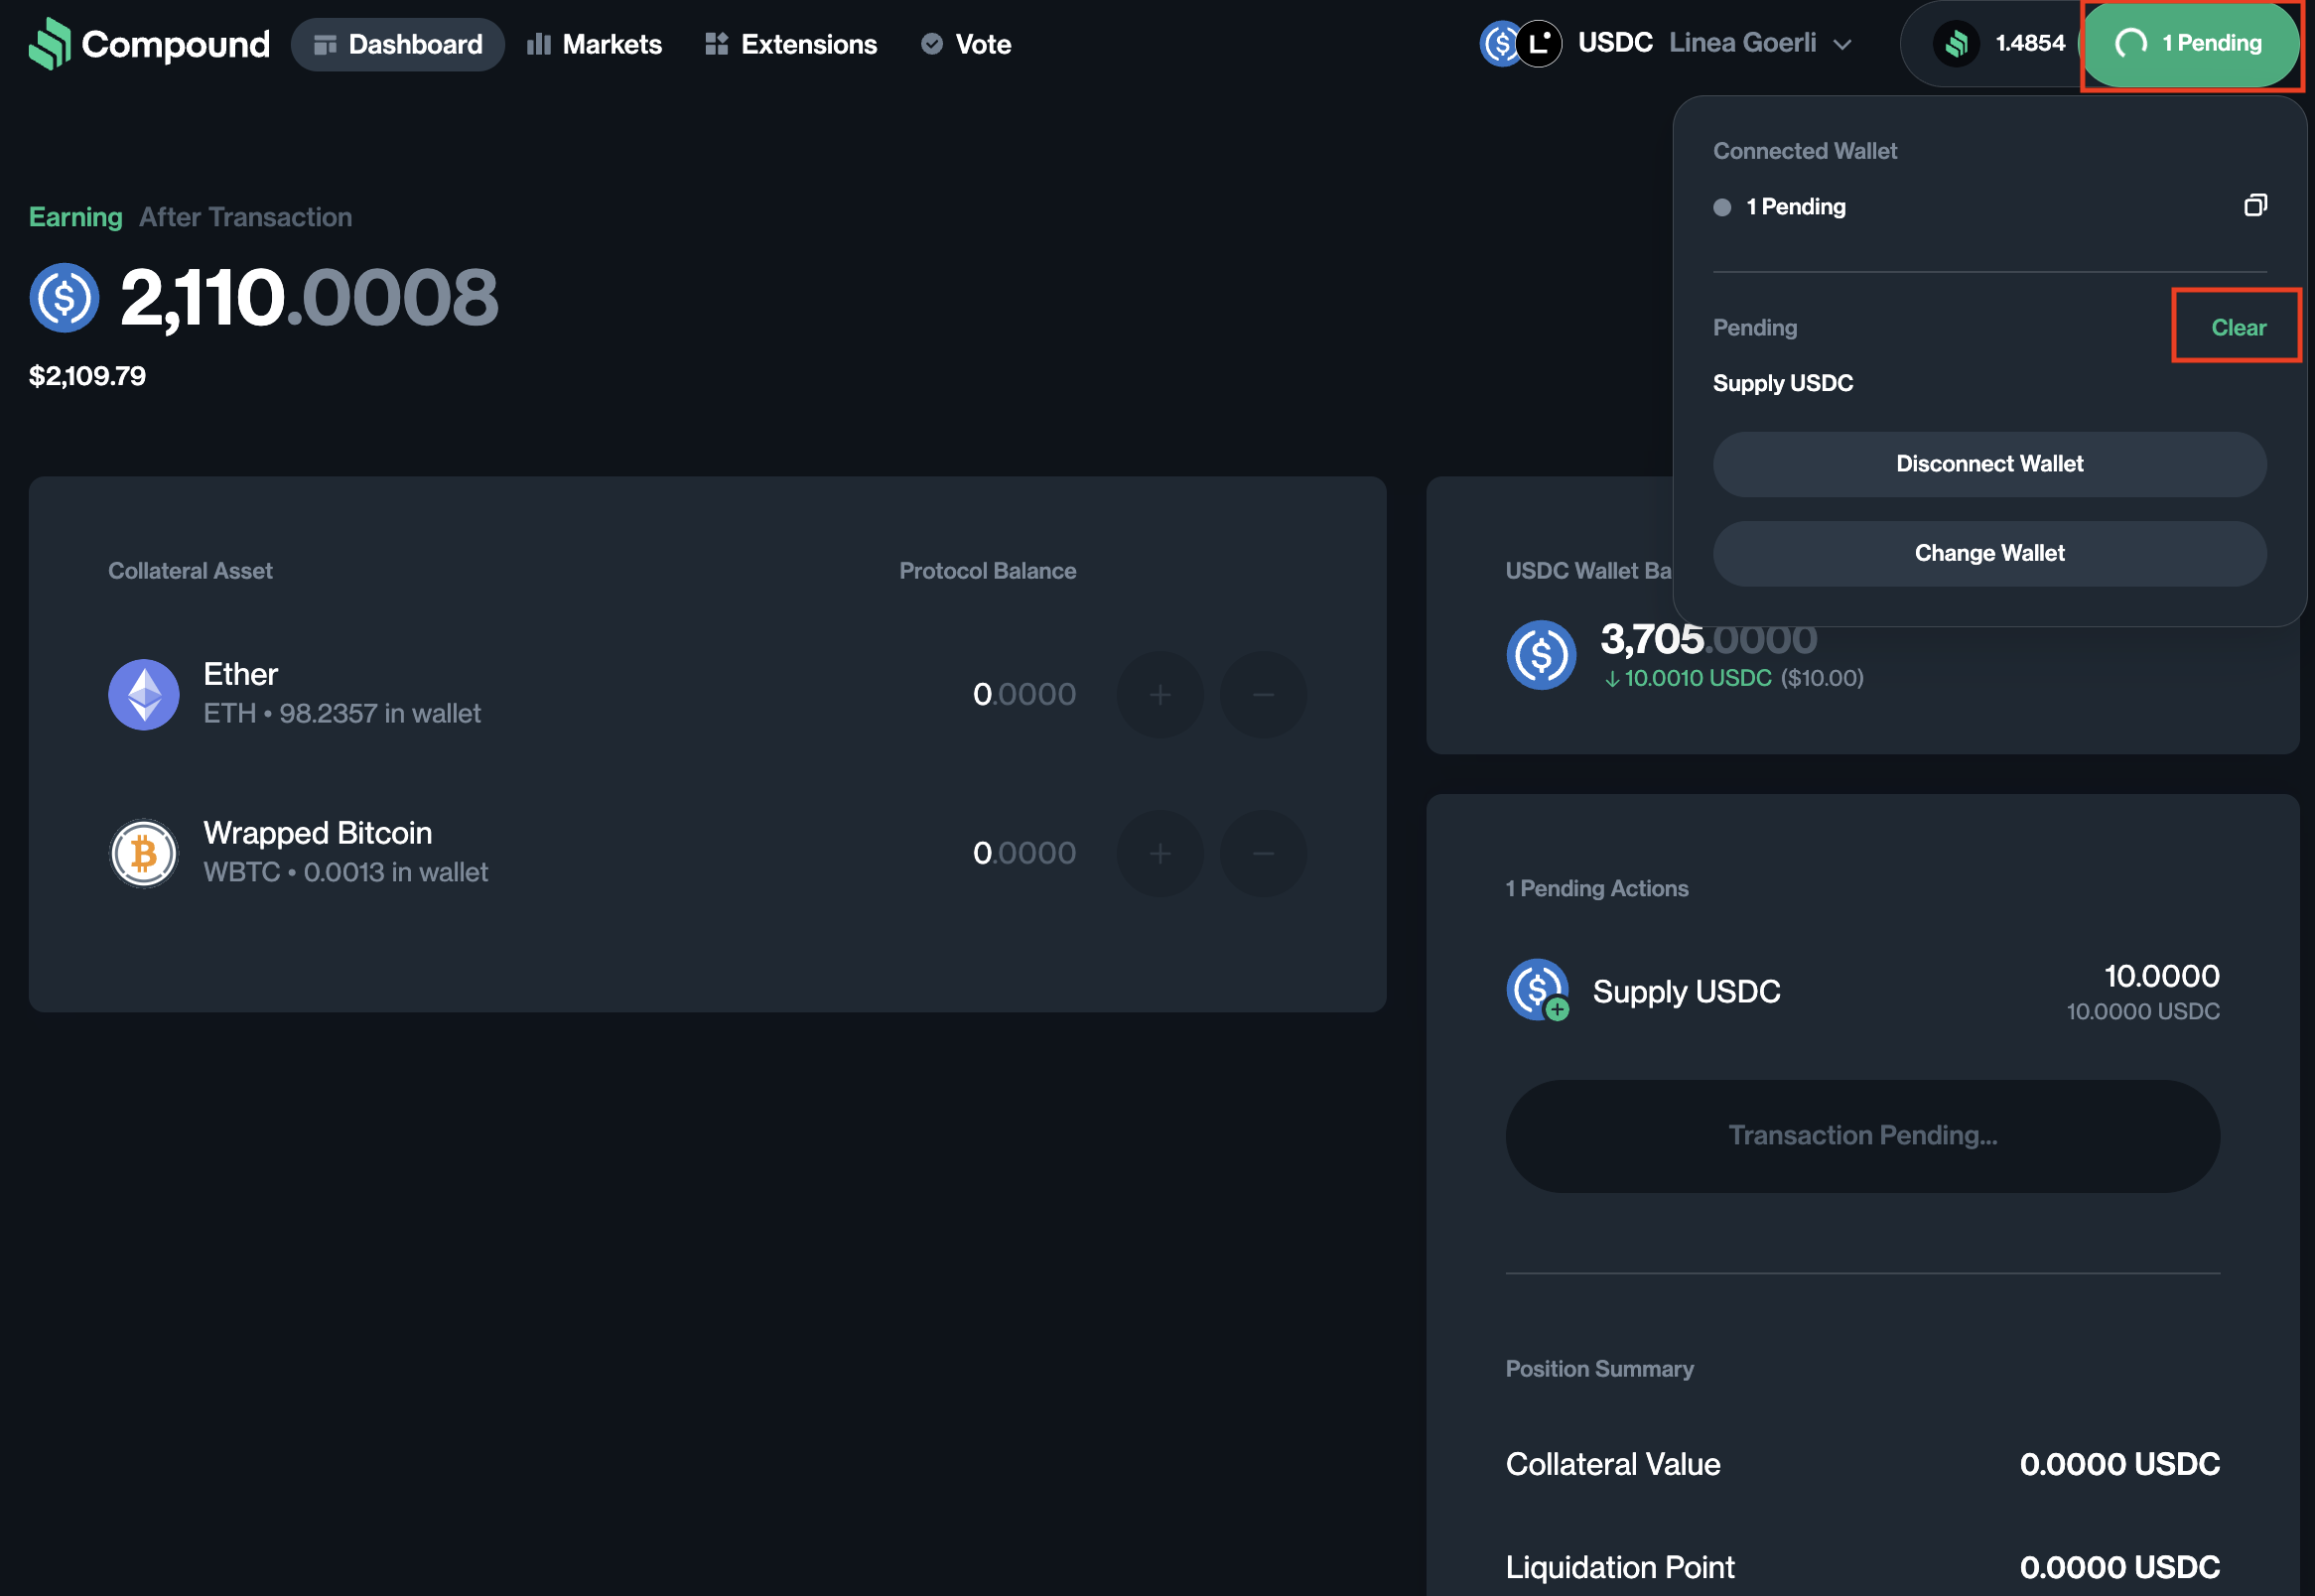 Compound
Dashboard
Markets
Extensions
Vote
USDC Linea Goerli
1.4854
1 Pending
Connected Wallet
1 Pending
Pending
Clear
Supply USDC
Disconnect Wallet
Change Wallet
Earning After Transaction
2,110.0008
$2,109.79
Collateral Asset
Protocol Balance
Ether
ETH • 98.2357 in wallet
0.0000
Wrapped Bitcoin
WBTC • 0.0013 in wallet
0.0000
USDC Wallet Ba
3,705.0000
↓10.0010 USDC ($10.00)
1 Pending Actions
Supply USDC
10.0000
10.0000 USDC
Transaction Pending...
Position Summary
Collateral Value
0.0000 USDC
Liquidation Point
0.0000 USDC